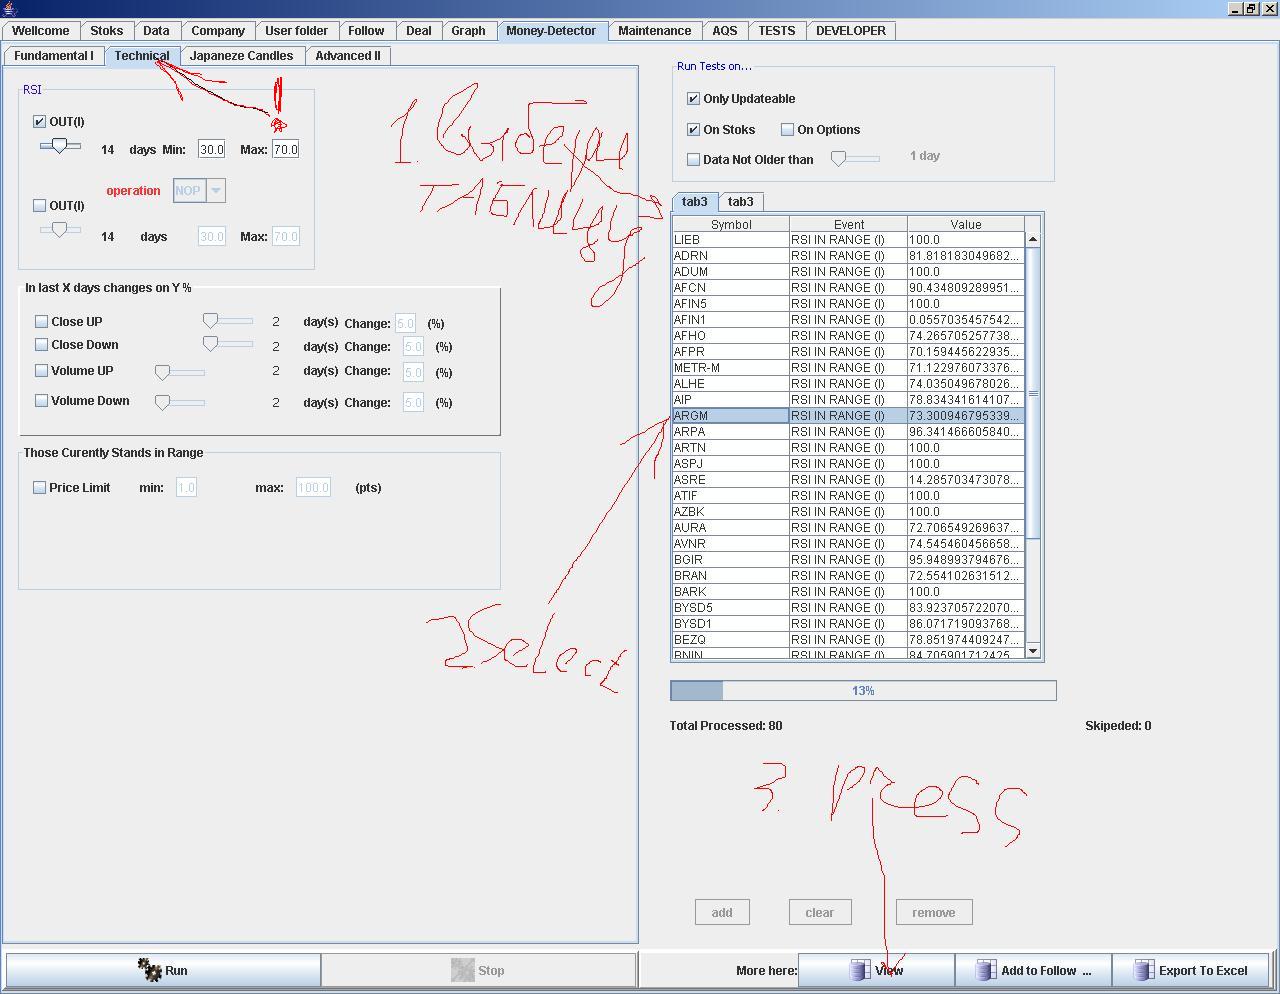 Wellcome Stoks Data Company User folder Follow Deal Graph Money-Detector Maintenance AQS TESTS DEVELOPER
Fundamental I Technical Japaneze Candles Advanced II
RSI
OUT(I)
14 days Min: 30.0 Max: 70.0
operation NOP
OUT(I)
14 days 30.0 Max: 70.0
In last X days changes on Y %
Close UP 2 day(s) Change: 5.0 (%)
Close Down 2 day(s) Change: 5.0 (%)
Volume UP 2 day(s) Change: 5.0 (%)
Volume Down 2 day(s) Change: 5.0 (%)
Those Curently Stands in Range
Price Limit min: 1.0 max: 100.0 (pts)
!
1. Выбери
ТАБЛИЦУ
2 Select
3. press
Run Tests on...
Only Updateable
On Stoks On Options
Data Not Older than 1 day
tab3 tab3
Symbol Event Value
LIEB RSI IN RANGE (I) 100.0
ADRN RSI IN RANGE (I) 81.818183049682...
ADUM RSI IN RANGE (I) 100.0
AFCN RSI IN RANGE (I) 90.434809289951...
AFIN5 RSI IN RANGE (I) 100.0
AFIN1 RSI IN RANGE (I) 0.0557035457542...
AFHO RSI IN RANGE (I) 74.265705257738...
AFPR RSI IN RANGE (I) 70.159445622935...
METR-M RSI IN RANGE (I) 71.122976073376...
ALHE RSI IN RANGE (I) 74.035049678026...
AIP RSI IN RANGE (I) 78.834341614107...
ARGM RSI IN RANGE (I) 73.300946795339...
ARPA RSI IN RANGE (I) 96.341466605840...
ARTN RSI IN RANGE (I) 100.0
ASPJ RSI IN RANGE (I) 100.0
ASRE RSI IN RANGE (I) 14.285703473078...
ATIF RSI IN RANGE (I) 100.0
AZBK RSI IN RANGE (I) 100.0
AURA RSI IN RANGE (I) 72.706549269637...
AVNR RSI IN RANGE (I) 74.545460456658...
BGIR RSI IN RANGE (I) 95.948993794676...
BRAN RSI IN RANGE (I) 72.554102631512...
BARK RSI IN RANGE (I) 100.0
BYSD5 RSI IN RANGE (I) 83.923705722070...
BYSD1 RSI IN RANGE (I) 86.071719093768...
BEZQ RSI IN RANGE (I) 78.851974409247...
BNIN RSI IN RANGE (I) 84.705901712425...
13%
Total Processed: 80 Skipeded: 0
add clear remove
Run Stop More here: View Add to Follow ... Export To Excel